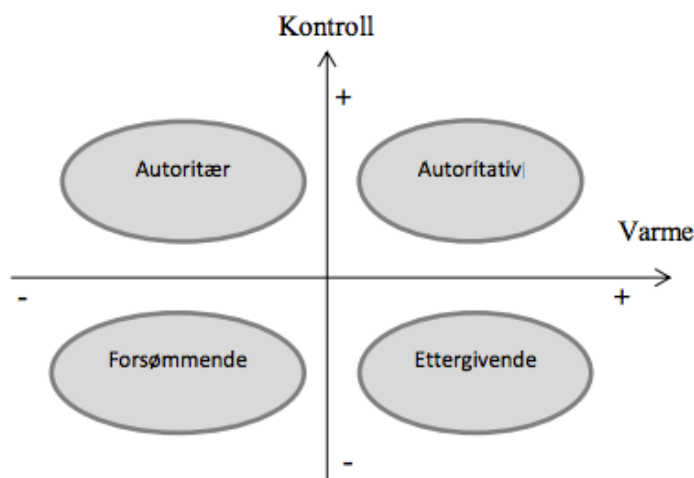 Kontroll
+
Autoritær
Autoritativ
Varme
-
+
Forsømmende
Ettergivende
-